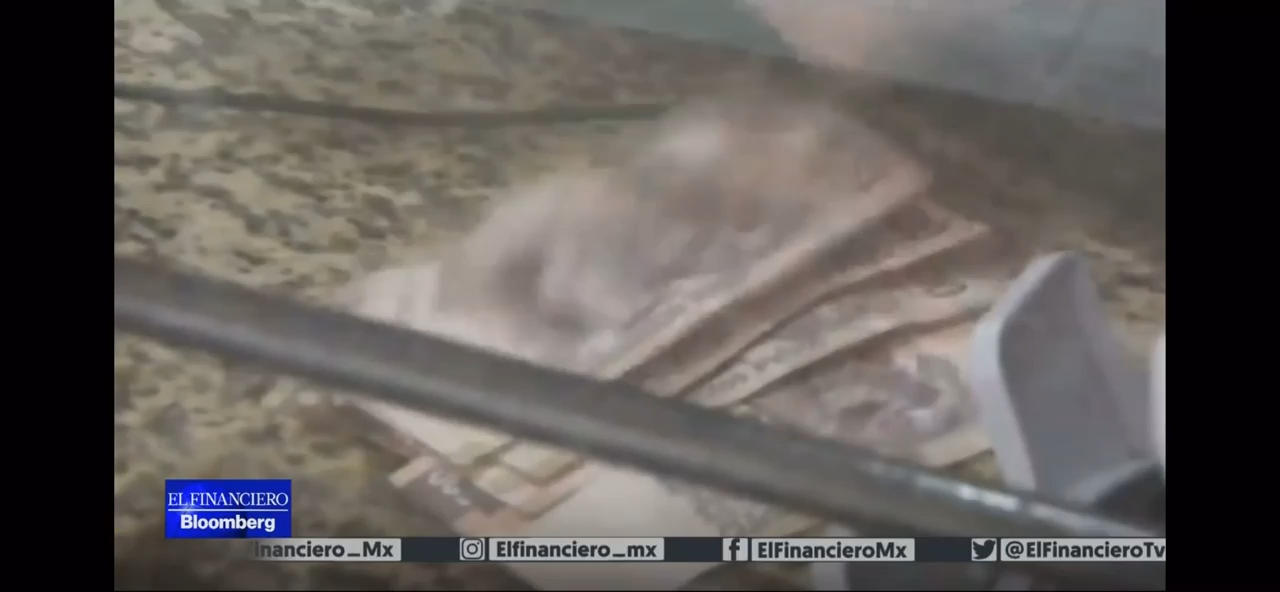 EL FINANCIERO
Bloomberg
inanciero_Mx
Elfinanciero_mx
ElFinancieroMx
@ElFinancieroTv